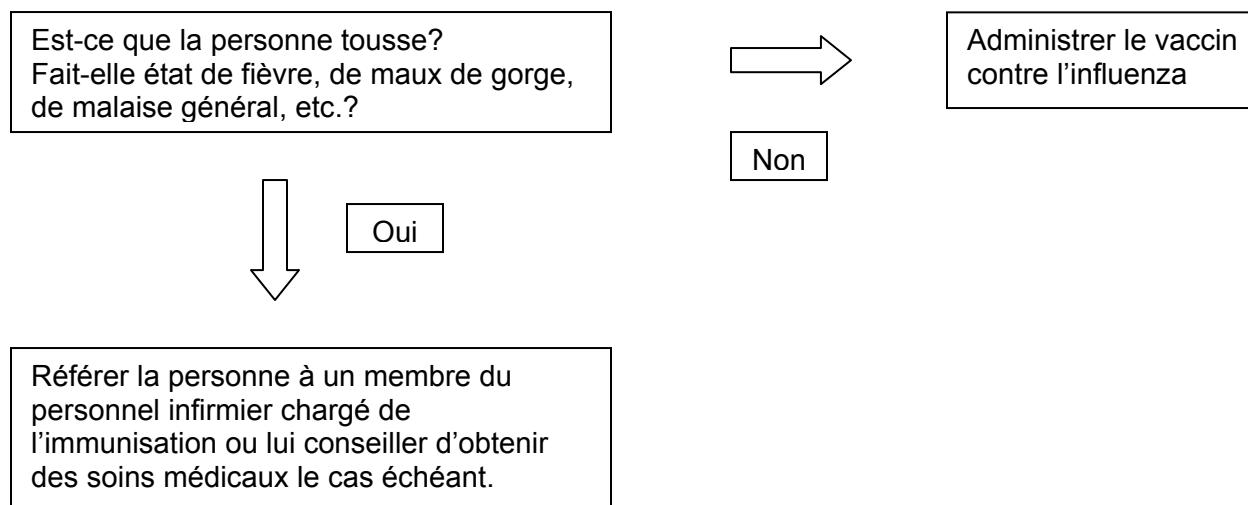 Est-ce que la personne tousse?
Fait-elle état de fièvre, de maux de gorge,
de malaise général, etc.?
Administrer le vaccin
contre l’influenza
Non
Oui
Référer la personne à un membre du
personnel infirmier chargé de
l’immunisation ou lui conseiller d’obtenir
des soins médicaux le cas échéant.